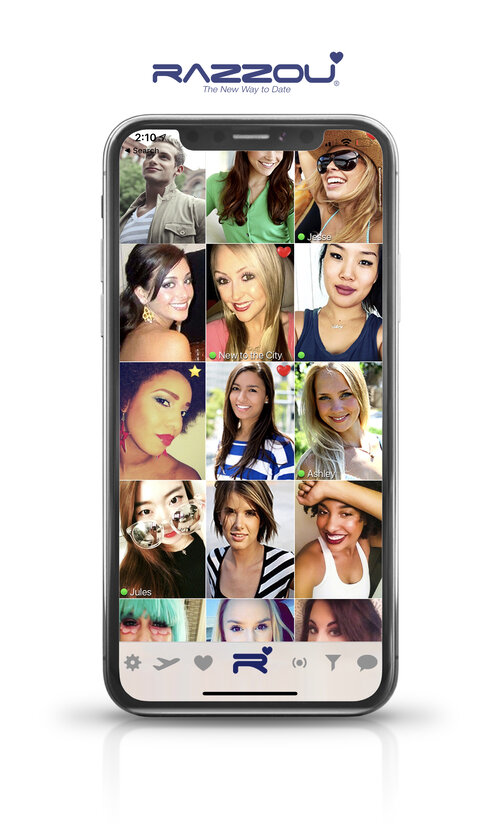 RAZZOU®
The New Way to Date
2:10
Search
Jesse
New to the City
Ashley
Jules
R